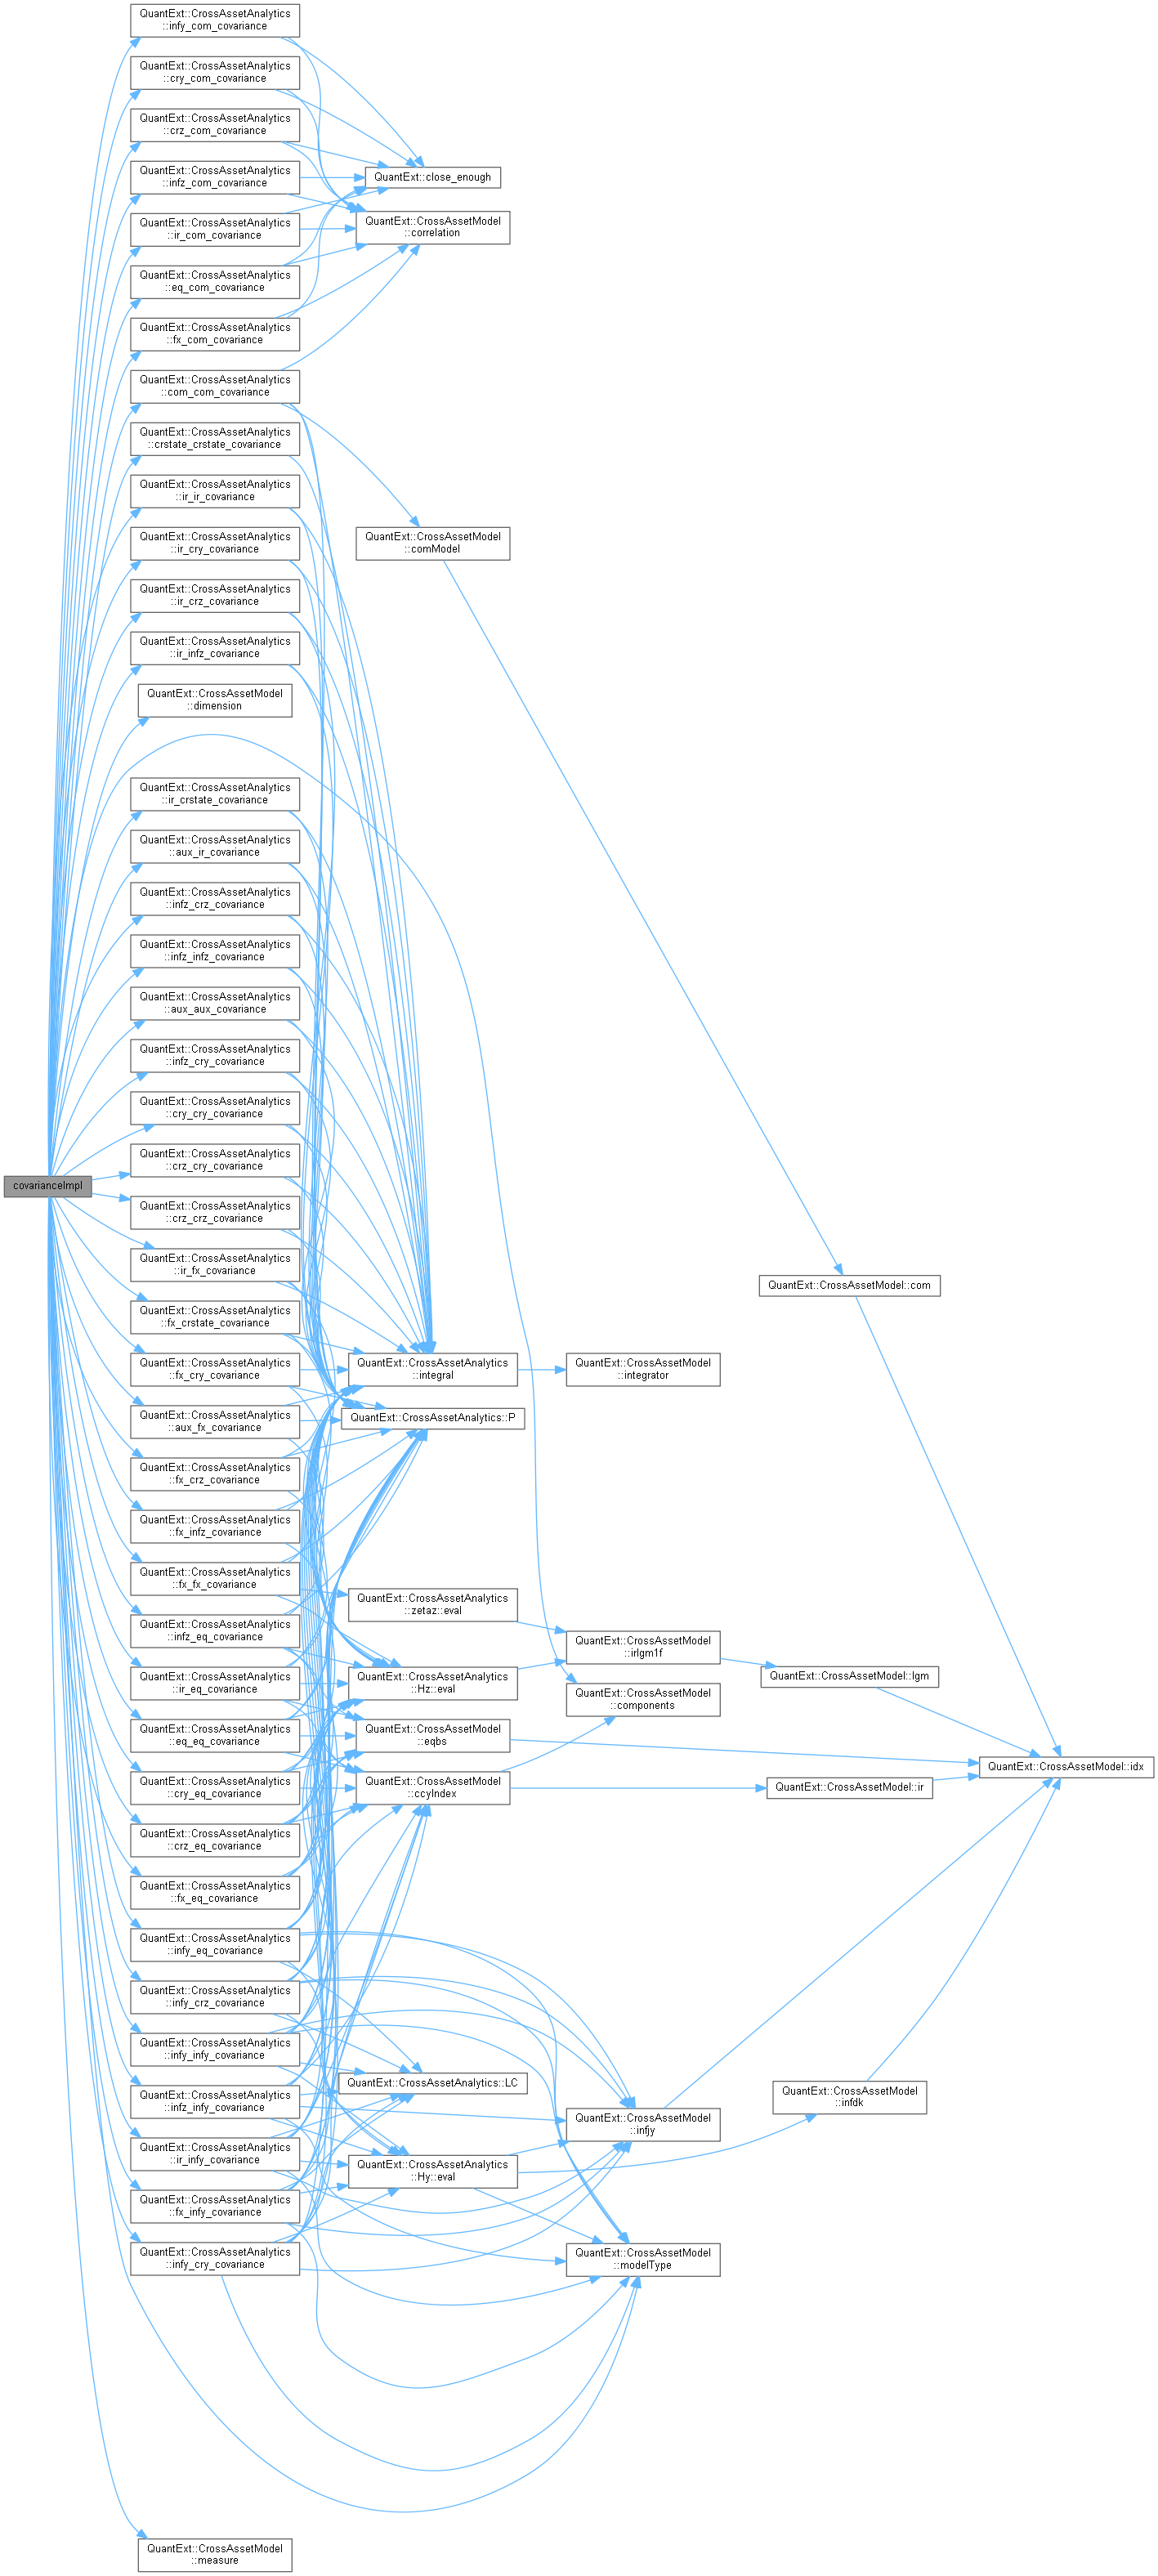 QuantExt::CrossAssetAnalytics
::infy_com_covariance
QuantExt::CrossAssetAnalytics
::cry_com_covariance
QuantExt::CrossAssetAnalytics
::crz_com_covariance
QuantExt::CrossAssetAnalytics
::infz_com_covariance
QuantExt::CrossAssetAnalytics
::ir_com_covariance
QuantExt::CrossAssetAnalytics
::eq_com_covariance
QuantExt::CrossAssetAnalytics
::fx_com_covariance
QuantExt::CrossAssetAnalytics
::com_com_covariance
QuantExt::CrossAssetAnalytics
::crstate_crstate_covariance
QuantExt::CrossAssetAnalytics
::ir_ir_covariance
QuantExt::CrossAssetAnalytics
::ir_cry_covariance
QuantExt::CrossAssetAnalytics
::ir_crz_covariance
QuantExt::CrossAssetAnalytics
::ir_infz_covariance
QuantExt::CrossAssetModel
::dimension
QuantExt::CrossAssetAnalytics
::ir_crstate_covariance
QuantExt::CrossAssetAnalytics
::aux_ir_covariance
QuantExt::CrossAssetAnalytics
::infz_crz_covariance
QuantExt::CrossAssetAnalytics
::infz_infz_covariance
QuantExt::CrossAssetAnalytics
::aux_aux_covariance
QuantExt::CrossAssetAnalytics
::infz_cry_covariance
QuantExt::CrossAssetAnalytics
::cry_cry_covariance
QuantExt::CrossAssetAnalytics
::crz_cry_covariance
covarianceImpl
QuantExt::CrossAssetAnalytics
::crz_crz_covariance
QuantExt::CrossAssetAnalytics
::ir_fx_covariance
QuantExt::CrossAssetAnalytics
::fx_crstate_covariance
QuantExt::CrossAssetAnalytics
::fx_cry_covariance
QuantExt::CrossAssetAnalytics
::aux_fx_covariance
QuantExt::CrossAssetAnalytics
::fx_crz_covariance
QuantExt::CrossAssetAnalytics
::fx_infz_covariance
QuantExt::CrossAssetAnalytics
::fx_fx_covariance
QuantExt::CrossAssetAnalytics
::infz_eq_covariance
QuantExt::CrossAssetAnalytics
::ir_eq_covariance
QuantExt::CrossAssetAnalytics
::eq_eq_covariance
QuantExt::CrossAssetAnalytics
::cry_eq_covariance
QuantExt::CrossAssetAnalytics
::crz_eq_covariance
QuantExt::CrossAssetAnalytics
::fx_eq_covariance
QuantExt::CrossAssetAnalytics
::infy_eq_covariance
QuantExt::CrossAssetAnalytics
::infy_crz_covariance
QuantExt::CrossAssetAnalytics
::infy_infy_covariance
QuantExt::CrossAssetAnalytics
::infz_infy_covariance
QuantExt::CrossAssetAnalytics
::ir_infy_covariance
QuantExt::CrossAssetAnalytics
::fx_infy_covariance
QuantExt::CrossAssetAnalytics
::infy_cry_covariance
QuantExt::CrossAssetModel
::measure
QuantExt::close_enough
QuantExt::CrossAssetModel
::correlation
QuantExt::CrossAssetModel
::comModel
QuantExt::CrossAssetAnalytics
::integral
QuantExt::CrossAssetAnalytics::P
QuantExt::CrossAssetAnalytics
::zetaz::eval
QuantExt::CrossAssetAnalytics
::Hz::eval
QuantExt::CrossAssetModel
::eqbs
QuantExt::CrossAssetModel
::ccyIndex
QuantExt::CrossAssetAnalytics::LC
QuantExt::CrossAssetAnalytics
::Hy::eval
QuantExt::CrossAssetModel
::integrator
QuantExt::CrossAssetModel
::irlgm1f
QuantExt::CrossAssetModel
::components
QuantExt::CrossAssetModel
::infjy
QuantExt::CrossAssetModel
::modelType
QuantExt::CrossAssetModel::com
QuantExt::CrossAssetModel::lgm
QuantExt::CrossAssetModel::ir
QuantExt::CrossAssetModel
::infdk
QuantExt::CrossAssetModel::idx